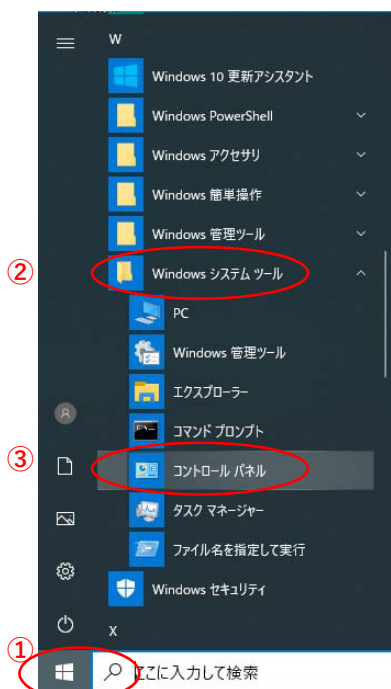 W
Windows 10 更新アシスタント
Windows PowerShell
Windows アクセサリ
Windows 簡単操作
Windows 管理ツール
② Windows システム ツール
PC
Windows 管理ツール
エクスプローラー
コマンド プロンプト
③ コントロール パネル
タスク マネージャー
ファイル名を指定して実行
Windows セキュリティ
X
①
ここに入力して検索